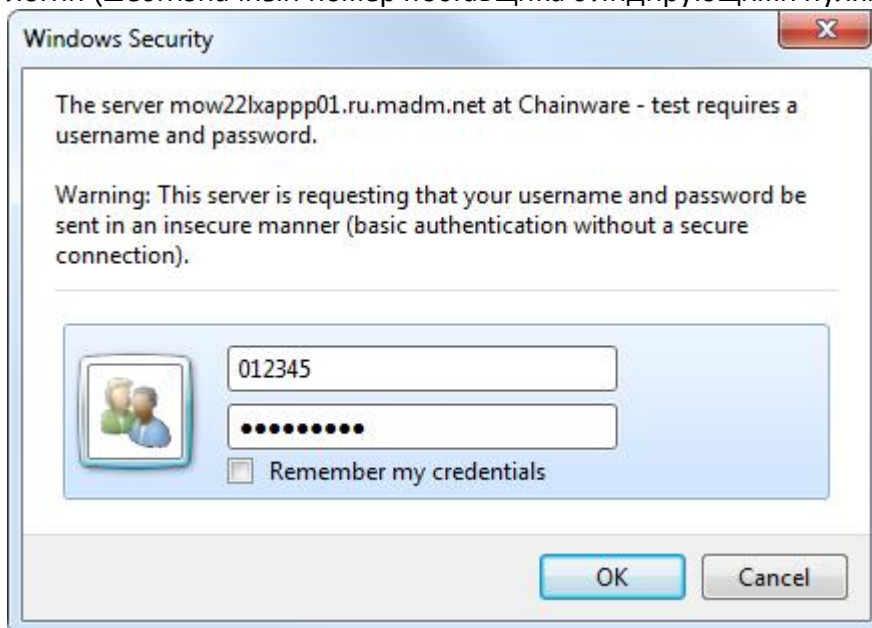 Windows Security
The server mow22lxappp01.ru.madm.net at Chainware - test requires a
username and password.
Warning: This server is requesting that your username and password be
sent in an insecure manner (basic authentication without a secure
connection).
012345
●●●●●●●●●
Remember my credentials
OK
Cancel